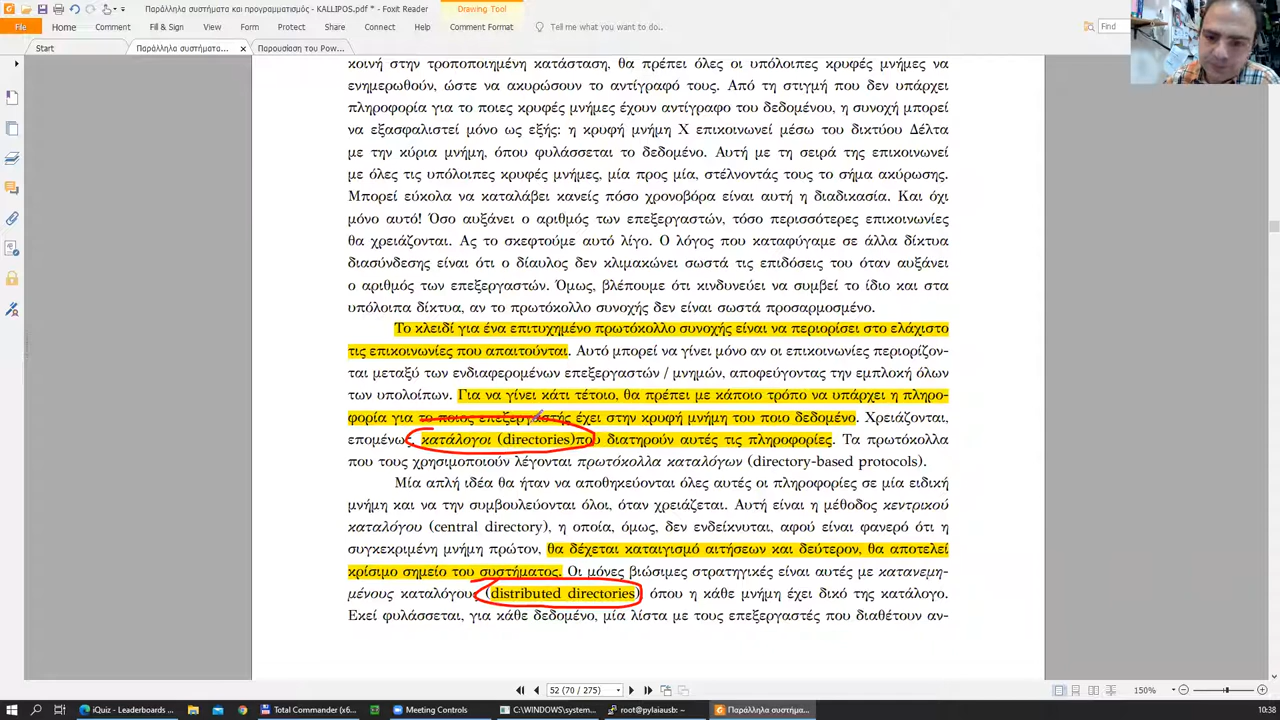 Παράλληλα συστήματα και προγραμματισμός - KALLIPOS.pdf * - Foxit Reader
Drawing Tool
File
Home
Comment
Fill & Sign
View
Form
Protect
Share
Connect
Help
Comment Format
Tell me what you want to do..
Find
Start
Παράλληλα συστήματα...
Παρουσίαση του Pow...
κοινή στην τροποποιημένη κατάσταση, θα πρέπει όλες οι υπόλοιπες κρυφές μνήμες να
ενημερωθούν, ώστε να ακυρώσουν το αντίγραφό τους. Από τη στιγμή που δεν υπάρχει
πληροφορία για το ποιες κρυφές μνήμες έχουν αντίγραφο του δεδομένου, η συνοχή μπορεί
να εξασφαλιστεί μόνο ως εξής: η κρυφή μνήμη Χ επικοινωνεί μέσω του δικτύου Δέλτα
με την κύρια μνήμη, όπου φυλάσσεται το δεδομένο. Αυτή με τη σειρά της επικοινωνεί
με όλες τις υπόλοιπες κρυφές μνήμες, μία προς μία, στέλνοντάς τους το σήμα ακύρωσης.
Μπορεί εύκολα να καταλάβει κανείς πόσο χρονοβόρα είναι αυτή η διαδικασία. Και όχι
μόνο αυτό! Όσο αυξάνει ο αριθμός των επεξεργαστών, τόσο περισσότερες επικοινωνίες
θα χρειάζονται. Ας το σκεφτούμε αυτό λίγο. Ο λόγος που καταφύγαμε σε άλλα δίκτυα
διασύνδεσης είναι ότι ο δίαυλος δεν κλιμακώνει σωστά τις επιδόσεις του όταν αυξάνει
ο αριθμός των επεξεργαστών. Όμως, βλέπουμε ότι κινδυνεύει να συμβεί το ίδιο και στα
υπόλοιπα δίκτυα, αν το πρωτόκολλο συνοχής δεν είναι σωστά προσαρμοσμένο.
Το κλειδί για ένα επιτυχημένο πρωτόκολλο συνοχής είναι να περιορίσει στο ελάχιστο
τις επικοινωνίες που απαιτούνται. Αυτό μπορεί να γίνει μόνο αν οι επικοινωνίες περιορίζον-
ται μεταξύ των ενδιαφερομένων επεξεργαστών / μνημών, αποφεύγοντας την εμπλοκή όλων
των υπολοίπων. Για να γίνει κάτι τέτοιο, θα πρέπει με κάποιο τρόπο να υπάρχει η πληρο-
φορία για το ποιος επεξεργαστής έχει στην κρυφή μνήμη του ποιο δεδομένο. Χρειάζονται,
επομένως, κατάλογοι (directories)που διατηρούν αυτές τις πληροφορίες. Τα πρωτόκολλα
που τους χρησιμοποιούν λέγονται πρωτόκολλα καταλόγων (directory-based protocols).
Μία απλή ιδέα θα ήταν να αποθηκεύονται όλες αυτές οι πληροφορίες σε μία ειδική
μνήμη και να την συμβουλεύονται όλοι, όταν χρειάζεται. Αυτή είναι η μέθοδος κεντρικού
καταλόγου (central directory), η οποία, όμως, δεν ενδείκνυται, αφού είναι φανερό ότι η
συγκεκριμένη μνήμη πρώτον, θα δέχεται καταιγισμό αιτήσεων και δεύτερον, θα αποτελεί
κρίσιμο σημείο του συστήματος. Οι μόνες βιώσιμες στρατηγικές είναι αυτές με κατανεμη-
μένους καταλόγους (distributed directories) όπου η κάθε μνήμη έχει δικό της κατάλογο.
Εκεί φυλάσσεται, για κάθε δεδομένο, μία λίστα με τους επεξεργαστές που διαθέτουν αν-
52 (70 / 275)
150%
iQuiz - Leaderboards ...
Total Commander (x6...
Meeting Controls
C:\WINDOWS\system...
root@pylaiausb: ~
Παράλληλα συστήμα...
10:38